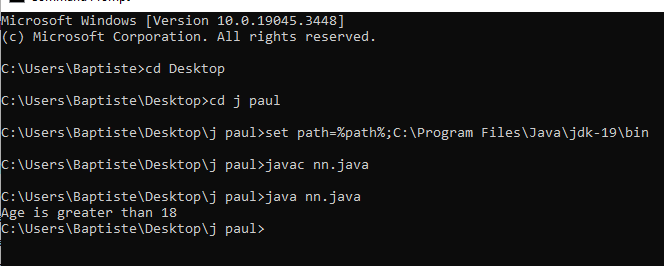 Microsoft Windows [Version 10.0.19045.3448]
(c) Microsoft Corporation. All rights reserved.
C:\Users\Baptiste>cd Desktop
C:\Users\Baptiste\Desktop>cd j paul
C:\Users\Baptiste\Desktop\j paul>set path=%path%;C:\Program Files\Java\jdk-19\bin
C:\Users\Baptiste\Desktop\j paul>javac nn.java
C:\Users\Baptiste\Desktop\j paul>java nn.java
Age is greater than 18
C:\Users\Baptiste\Desktop\j paul>